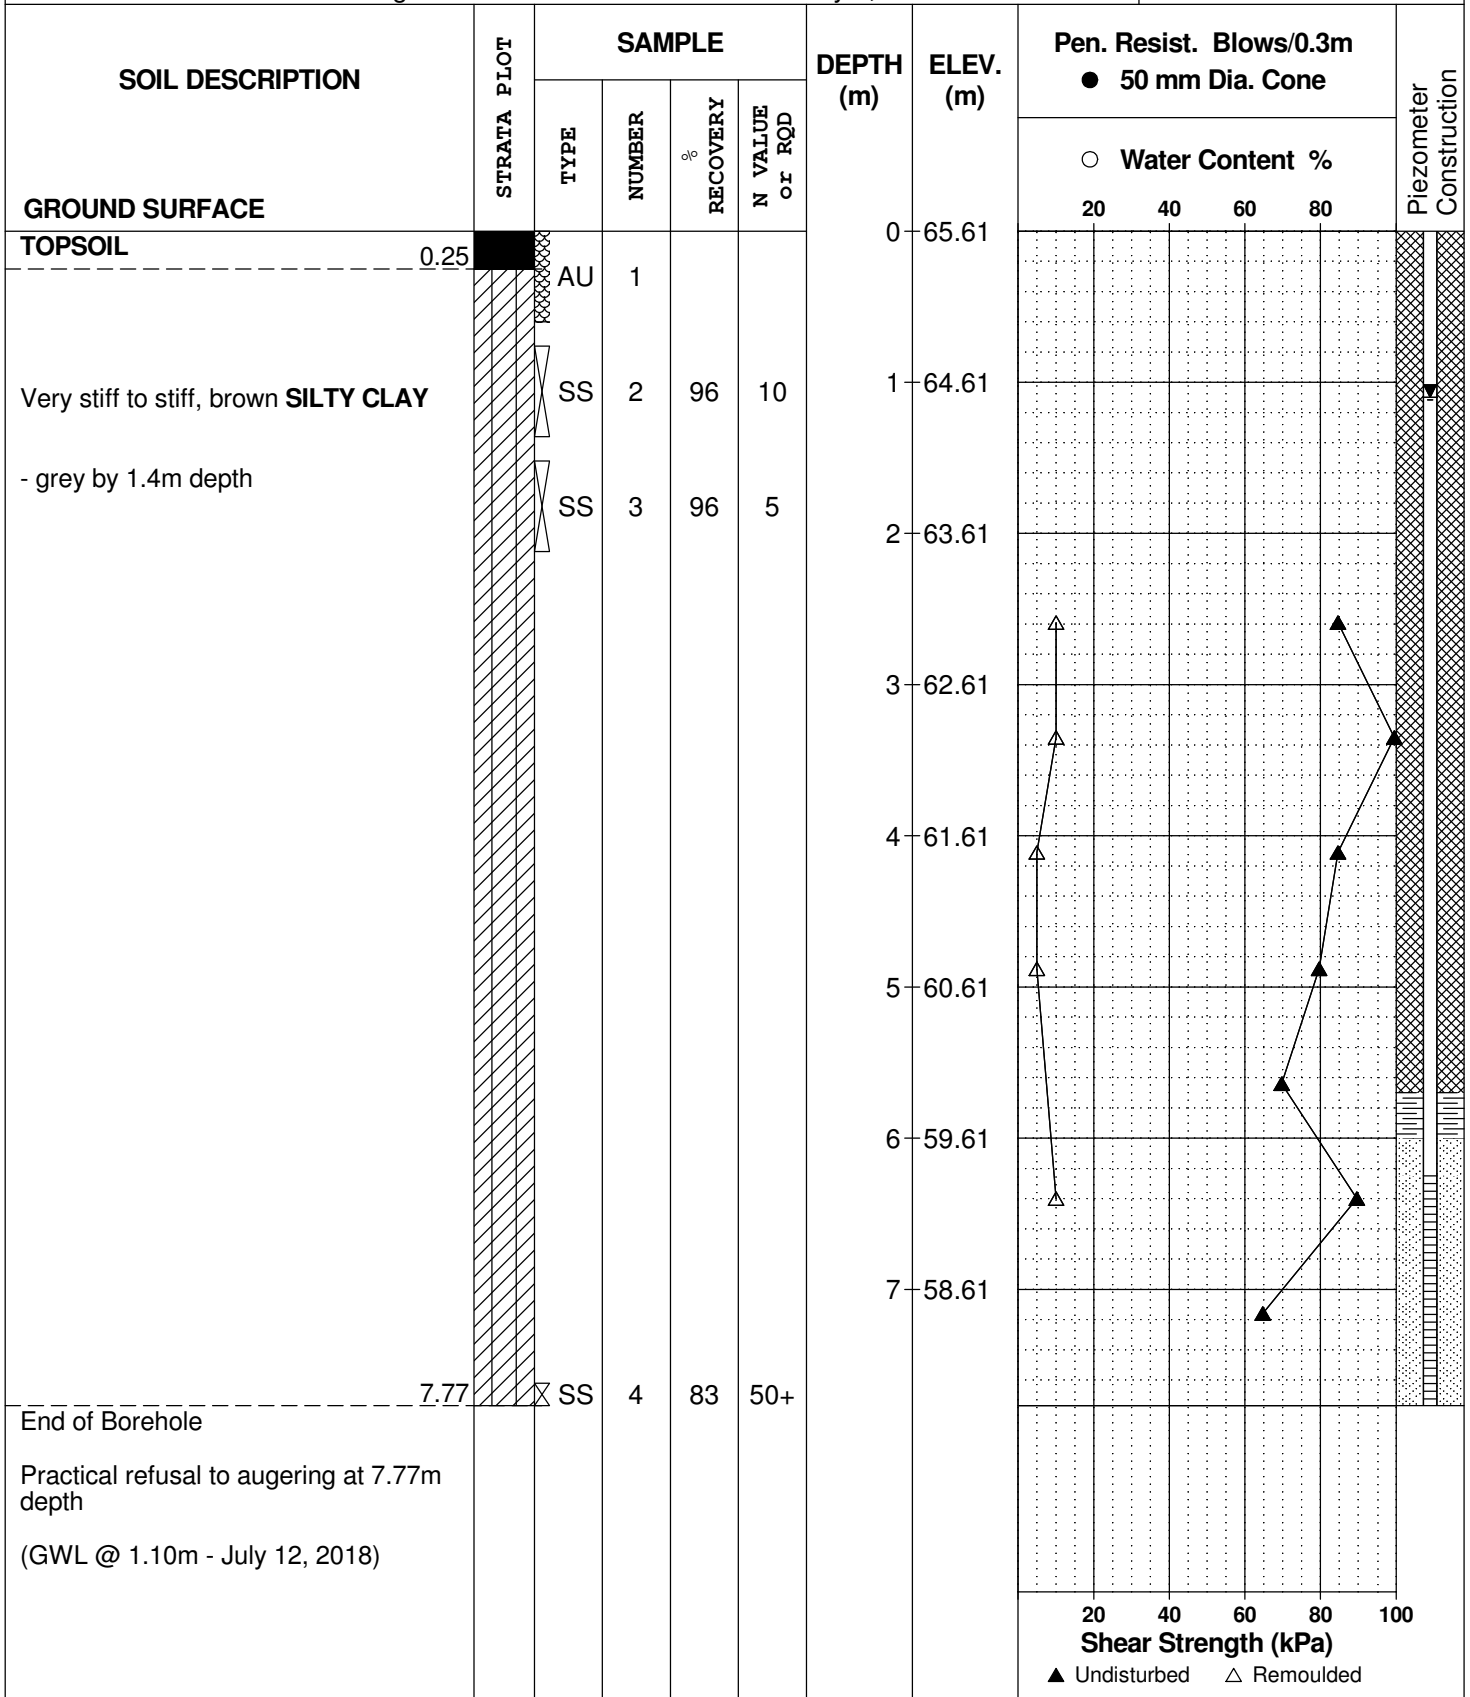 SOIL DESCRIPTION
GROUND SURFACE
STRATA PLOT
SAMPLE
TYPE
NUMBER
% RECOVERY
N VALUE or RQD
DEPTH (m)
ELEV. (m)
Pen. Resist. Blows/0.3m
● 50 mm Dia. Cone
○ Water Content %
20 40 60 80
Piezometer Construction
TOPSOIL
0.25
AU 1
0 65.61
Very stiff to stiff, brown SILTY CLAY
SS 2 96 10
1 64.61
- grey by 1.4m depth
SS 3 96 5
2 63.61
3 62.61
4 61.61
5 60.61
6 59.61
7 58.61
7.77
SS 4 83 50+
End of Borehole
Practical refusal to augering at 7.77m
depth
(GWL @ 1.10m - July 12, 2018)
20 40 60 80 100
Shear Strength (kPa)
▲ Undisturbed △ Remoulded